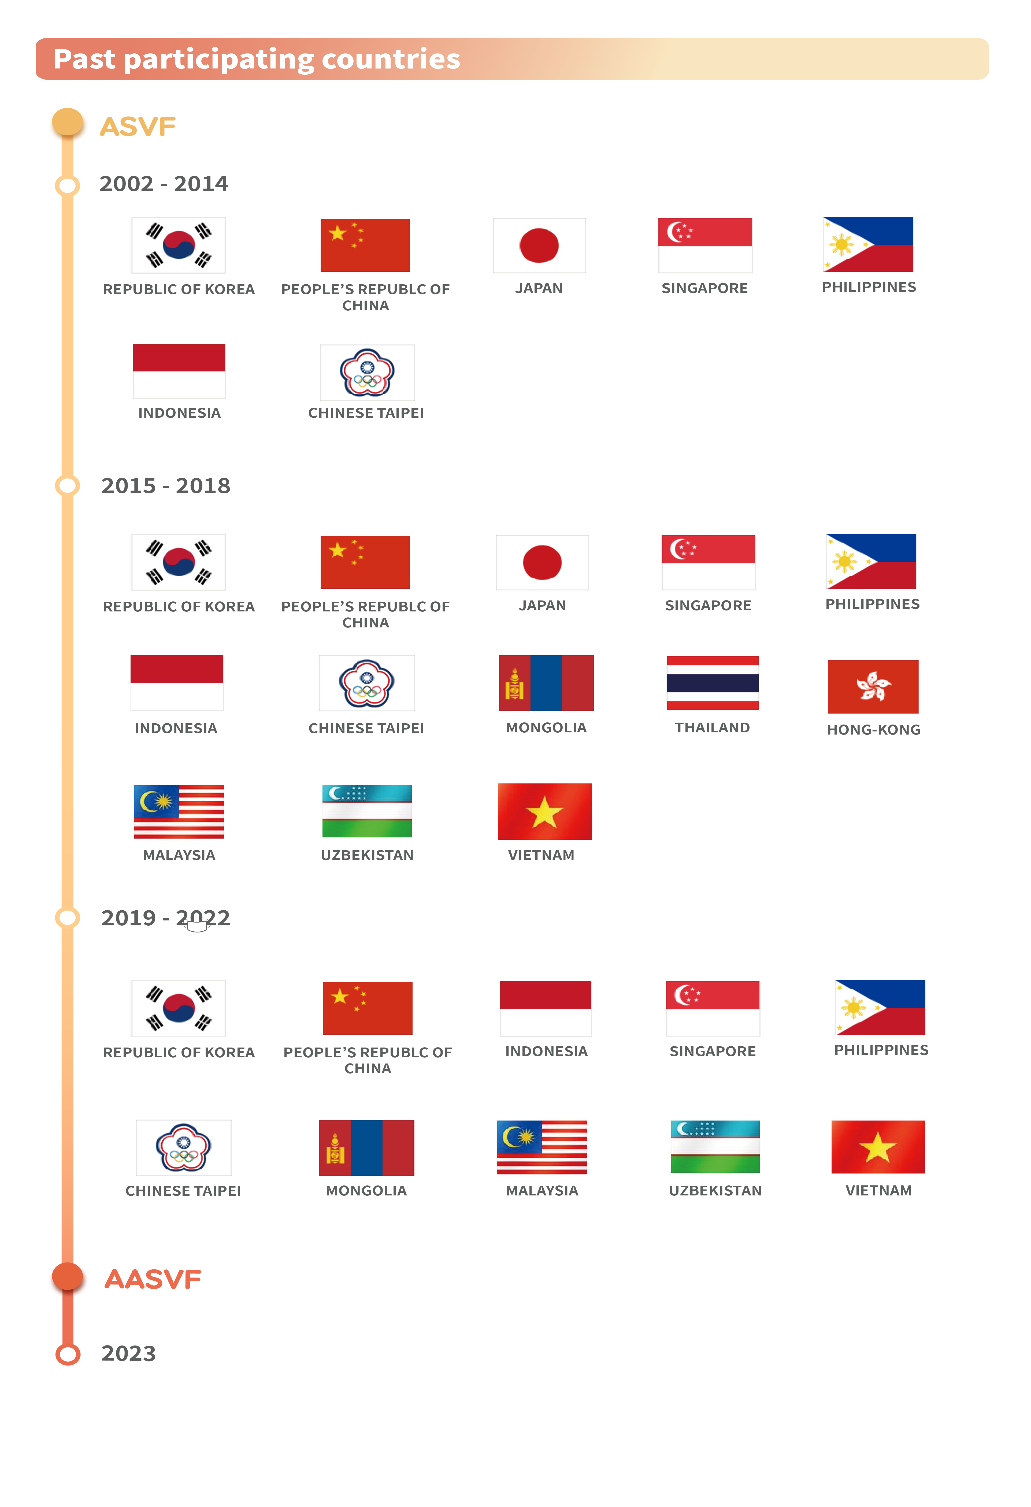 Past participating countries
ASVF
2002 - 2014
REPUBLIC OF KOREA
PEOPLE'S REPUBLC OF
CHINA
JAPAN
SINGAPORE
PHILIPPINES
INDONESIA
CHINESE TAIPEI
2015 - 2018
REPUBLIC OF KOREA
PEOPLE'S REPUBLC OF
CHINA
JAPAN
SINGAPORE
PHILIPPINES
INDONESIA
CHINESE TAIPEI
MONGOLIA
THAILAND
HONG-KONG
MALAYSIA
UZBEKISTAN
VIETNAM
2019 - 2022
REPUBLIC OF KOREA
PEOPLE'S REPUBLC OF
CHINA
INDONESIA
SINGAPORE
PHILIPPINES
CHINESE TAIPEI
MONGOLIA
MALAYSIA
UZBEKISTAN
VIETNAM
AASVF
2023